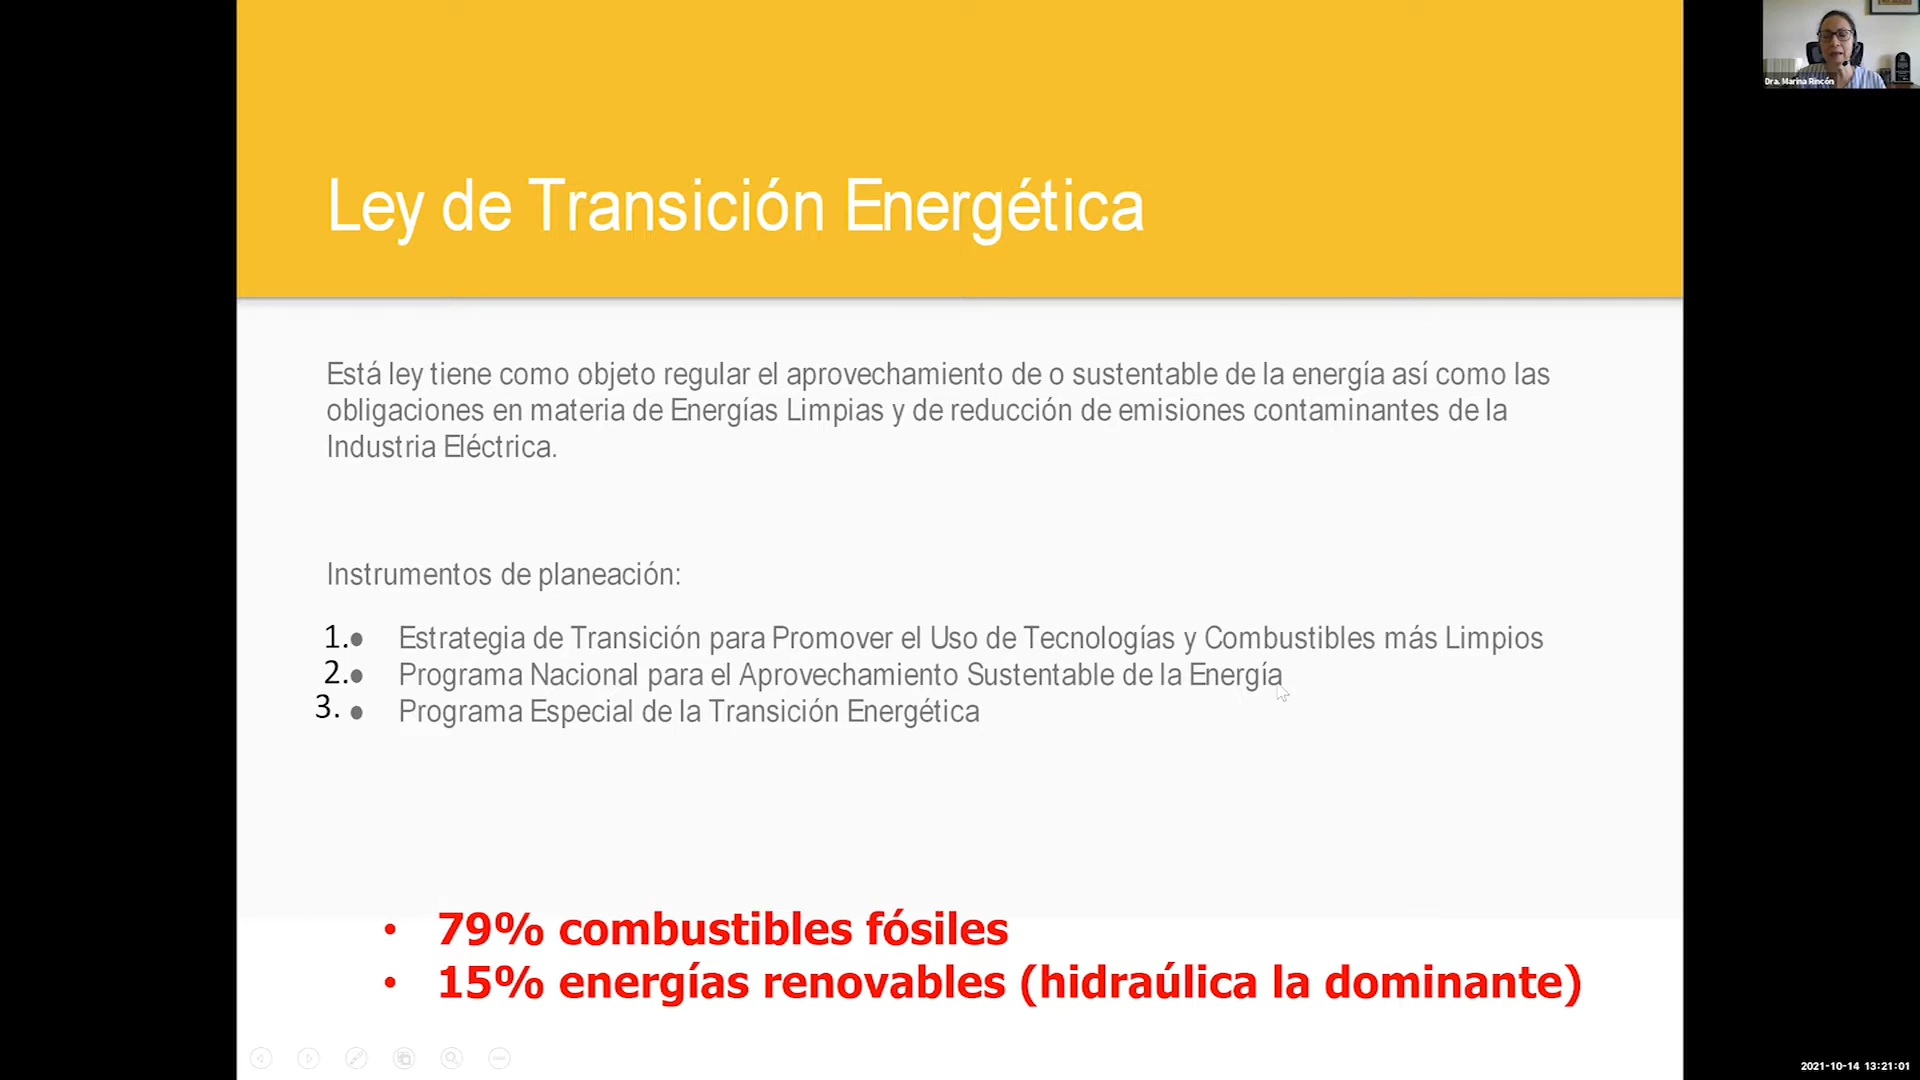 Ley de Transición Energética
Está ley tiene como objeto regular el aprovechamiento de o sustentable de la energía así como las
obligaciones en materia de Energías Limpias y de reducción de emisiones contaminantes de la
Industria Eléctrica.
Instrumentos de planeación:
1.● Estrategia de Transición para Promover el Uso de Tecnologías y Combustibles más Limpios
2.● Programa Nacional para el Aprovechamiento Sustentable de la Energía
3. ● Programa Especial de la Transición Energética
• 79% combustibles fósiles
• 15% energías renovables (hidraúlica la dominante)
Dra. Marina Rincón
2021-10-14 13:21:01